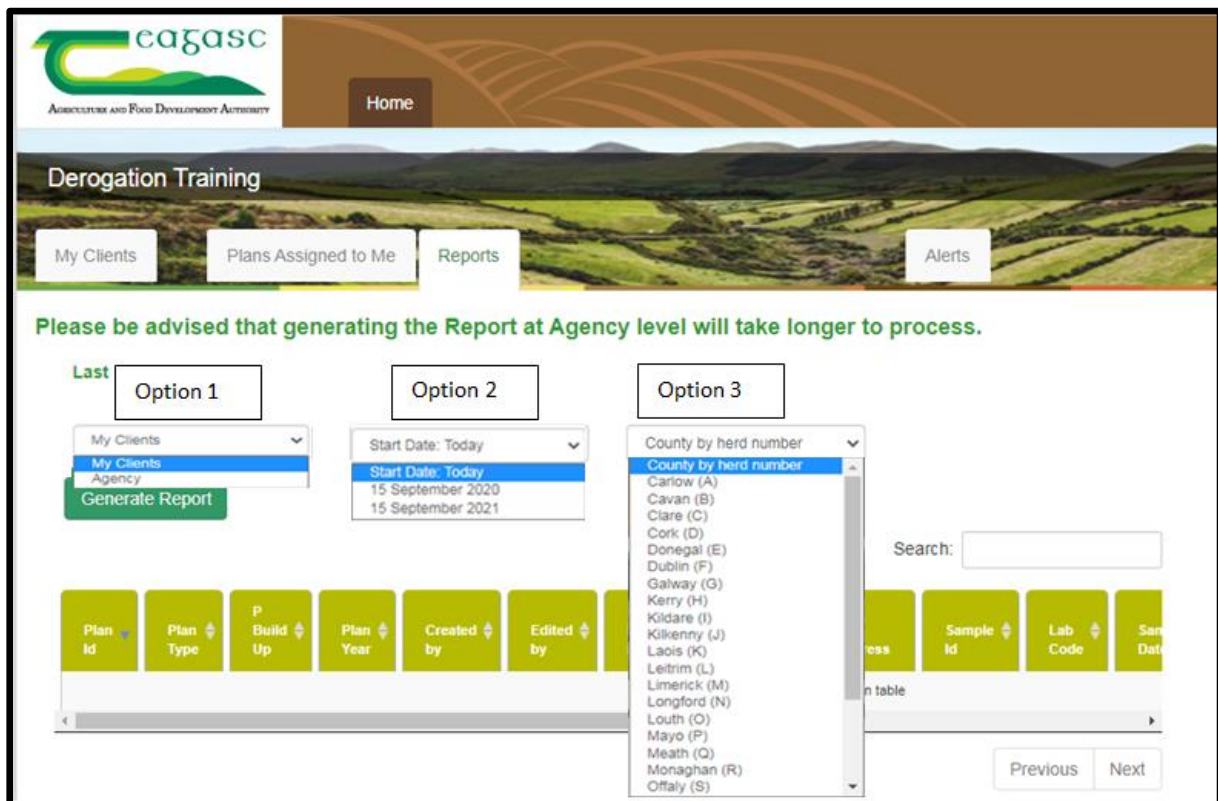 eagasc
AGRICULTURE AND FOOD DEVELOPMENT AUTHORITY
Home
Derogation Training
My Clients
Plans Assigned to Me
Reports
Alerts
Please be advised that generating the Report at Agency level will take longer to process.
Last
Option 1
Option 2
Option 3
My Clients
My Clients
Agency
Generate Report
Start Date: Today
Start Date: Today
15 September 2020
15 September 2021
County by herd number
County by herd number
Carlow (A)
Cavan (B)
Clare (C)
Cork (D)
Donegal (E)
Dublin (F)
Galway (G)
Kerry (H)
Kildare (I)
Kilkenny (J)
Laois (K)
Leitrim (L)
Limerick (M)
Longford (N)
Louth (O)
Mayo (P)
Meath (Q)
Monaghan (R)
Offaly (S)
Search:
Plan
Id
Plan
Type
P
Build
Up
Plan
Year
Created
by
Edited
by
ress
Sample
Id
Lab
Code
San
Date
n table
Previous
Next